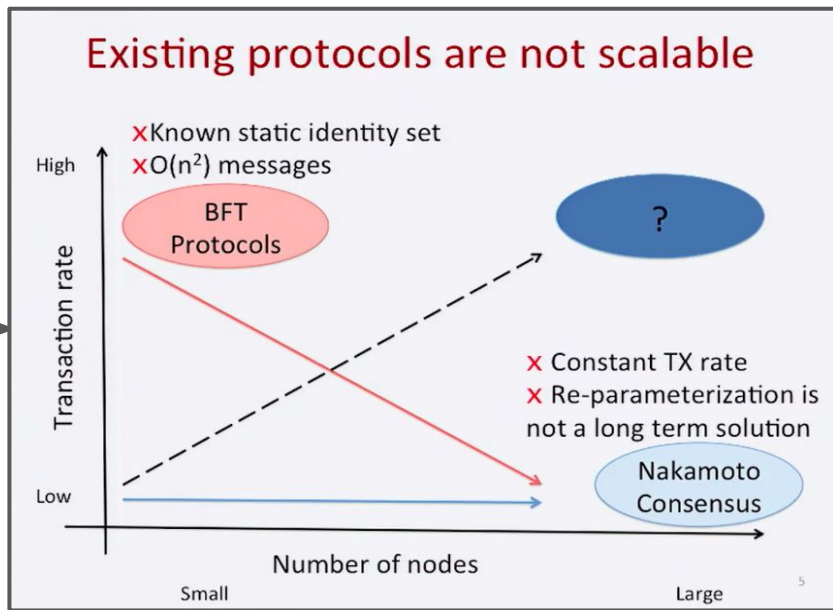 Existing protocols are not scalable
xKnown static identity set
xO(n²) messages
High
BFT
Protocols
?
Transaction rate
x Constant TX rate
x Re-parameterization is
not a long term solution
Nakamoto
Consensus
Low
Number of nodes
Small
Large
5